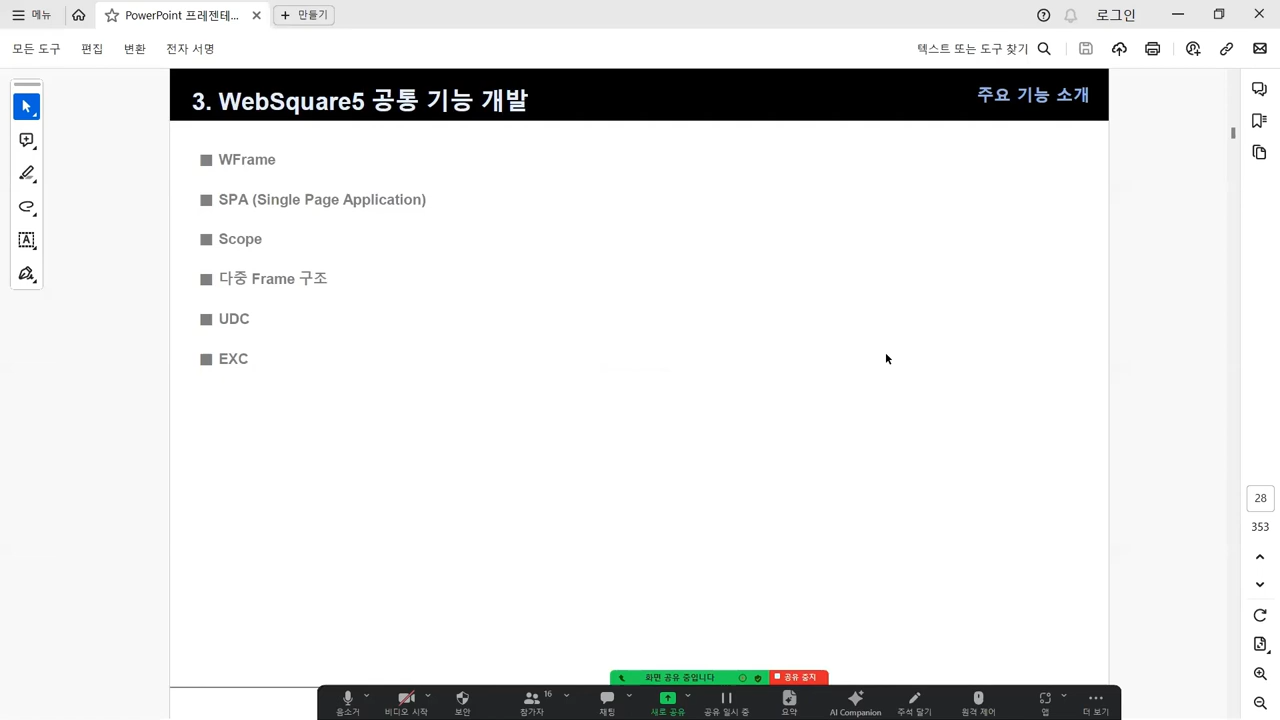 메뉴
PowerPoint 프레젠테...
만들기
로그인
모든 도구
편집
변환
전자 서명
텍스트 또는 도구 찾기
3. WebSquare5 공통 기능 개발
주요 기능 소개
■ WFrame
■ SPA (Single Page Application)
■ Scope
■ 다중 Frame 구조
■ UDC
■ EXC
28
353
화면 공유 중입니다
공유 중지
음소거
비디오 시작
보안
참가자
16
채팅
새로 공유
공유 일시 중
요약
AI Companion
주석 달기
원격 제어
앱
더 보기